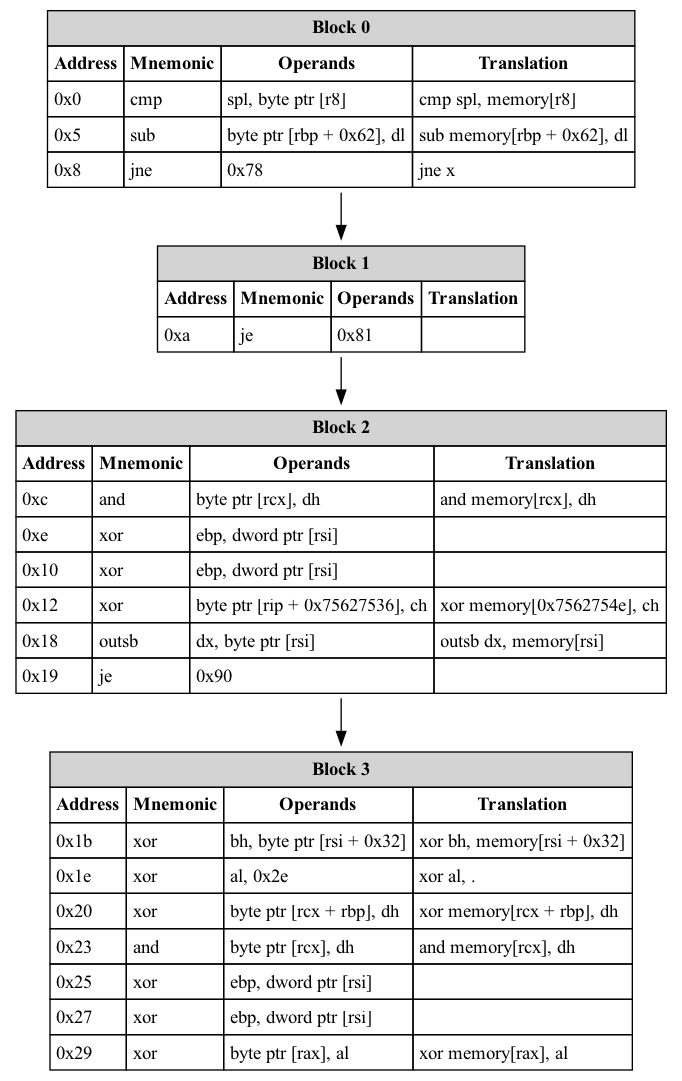 Block 0
Address Mnemonic Operands Translation
0x0 cmp spl, byte ptr [r8] cmp spl, memory[r8]
0x5 sub byte ptr [rbp + 0x62], dl sub memory[rbp + 0x62], dl
0x8 jne 0x78 jne x
Block 1
Address Mnemonic Operands Translation
0xa je 0x81
Block 2
Address Mnemonic Operands Translation
0xc and byte ptr [rcx], dh and memory[rcx], dh
0xe xor ebp, dword ptr [rsi]
0x10 xor ebp, dword ptr [rsi]
0x12 xor byte ptr [rip + 0x75627536], ch xor memory[0x7562754e], ch
0x18 outsb dx, byte ptr [rsi] outsb dx, memory[rsi]
0x19 je 0x90
Block 3
Address Mnemonic Operands Translation
0x1b xor bh, byte ptr [rsi + 0x32] xor bh, memory[rsi + 0x32]
0x1e xor al, 0x2e xor al, .
0x20 xor byte ptr [rcx + rbp], dh xor memory[rcx + rbp], dh
0x23 and byte ptr [rcx], dh and memory[rcx], dh
0x25 xor ebp, dword ptr [rsi]
0x27 xor ebp, dword ptr [rsi]
0x29 xor byte ptr [rax], al xor memory[rax], al